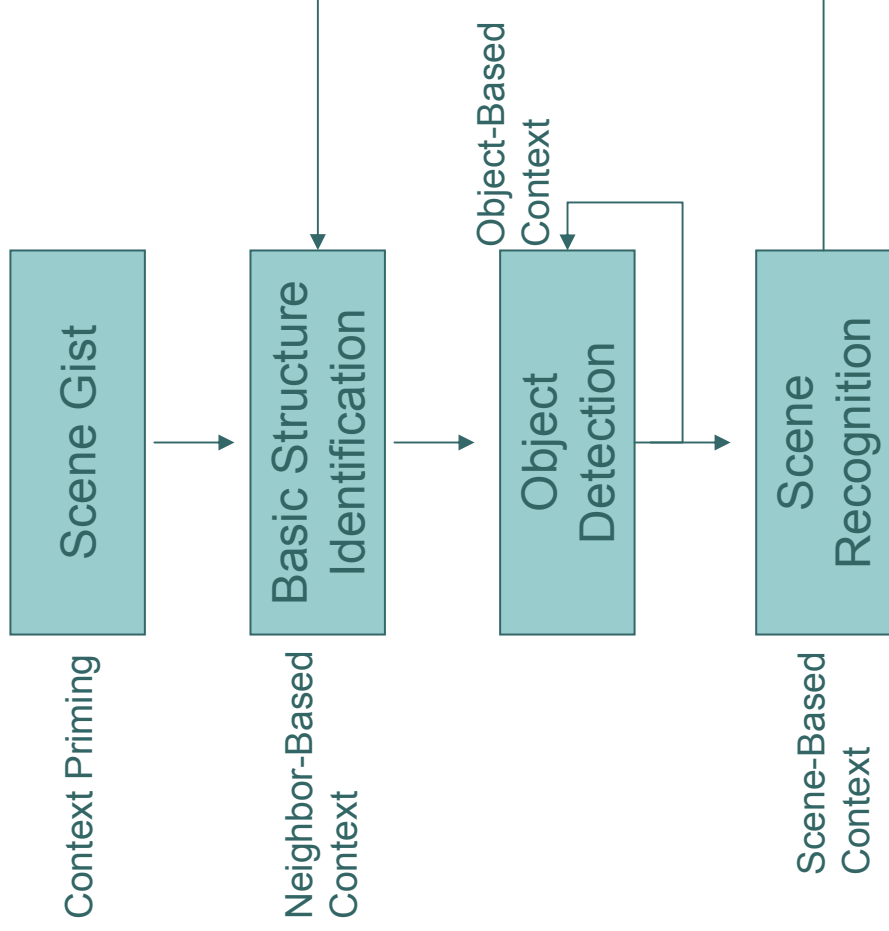 Context Priming
Scene Gist
Neighbor-Based
Context
Basic Structure
Identification
Object
Detection
Object-Based
Context
Scene-Based
Context
Scene
Recognition